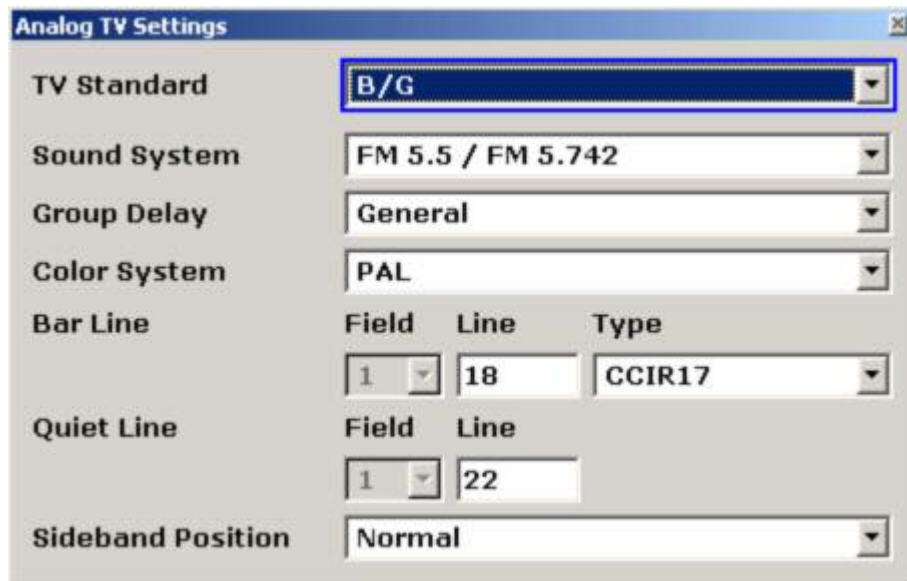 Analog TV Settings
TV Standard B/G
Sound System FM 5.5 / FM 5.742
Group Delay General
Color System PAL
Bar Line Field Line Type
1 18 CCIR17
Quiet Line Field Line
1 22
Sideband Position Normal